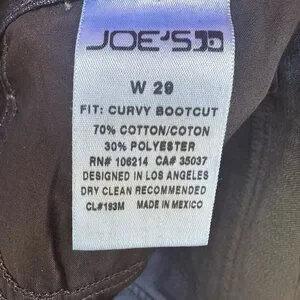 JOE'S
W 29
FIT: CURVY BOOTCUT
70% COTTON/COTON
30% POLYESTER
RN# 106214 CA# 35037
DESIGNED IN LOS ANGELES
DRY CLEAN RECOMMENDED
CL#193M MADE IN MEXICO